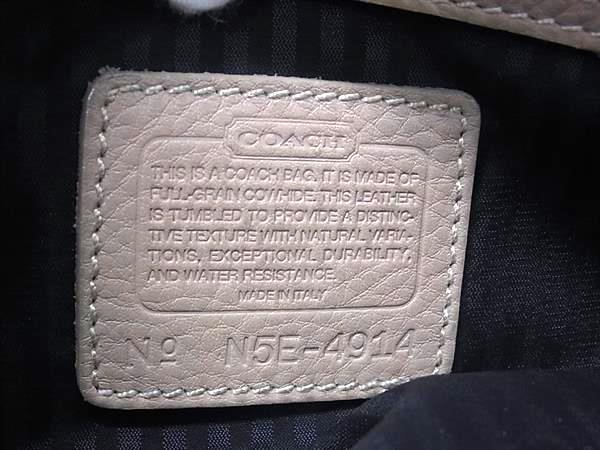 COACH
THIS IS A COACH BAG. IT IS MADE OF
FULL-GRAIN COWHIDE. THIS LEATHER
IS TUMBLED TO PROVIDE A DISTINC-
TIVE TEXTURE WITH NATURAL VARIA-
TIONS, EXCEPTIONAL DURABILITY,
AND WATER RESISTANCE.
MADE IN ITALY
Nº N5E-4914